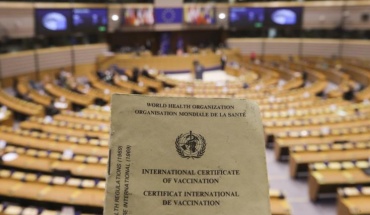 WORLD HEALTH ORGANIZATION
ORGANISATION MONDIALE DE LA SANTÉ
INTERNATIONAL CERTIFICATE
OF VACCINATION
CERTIFICAT INTERNATIONAL
DE VACCINATION